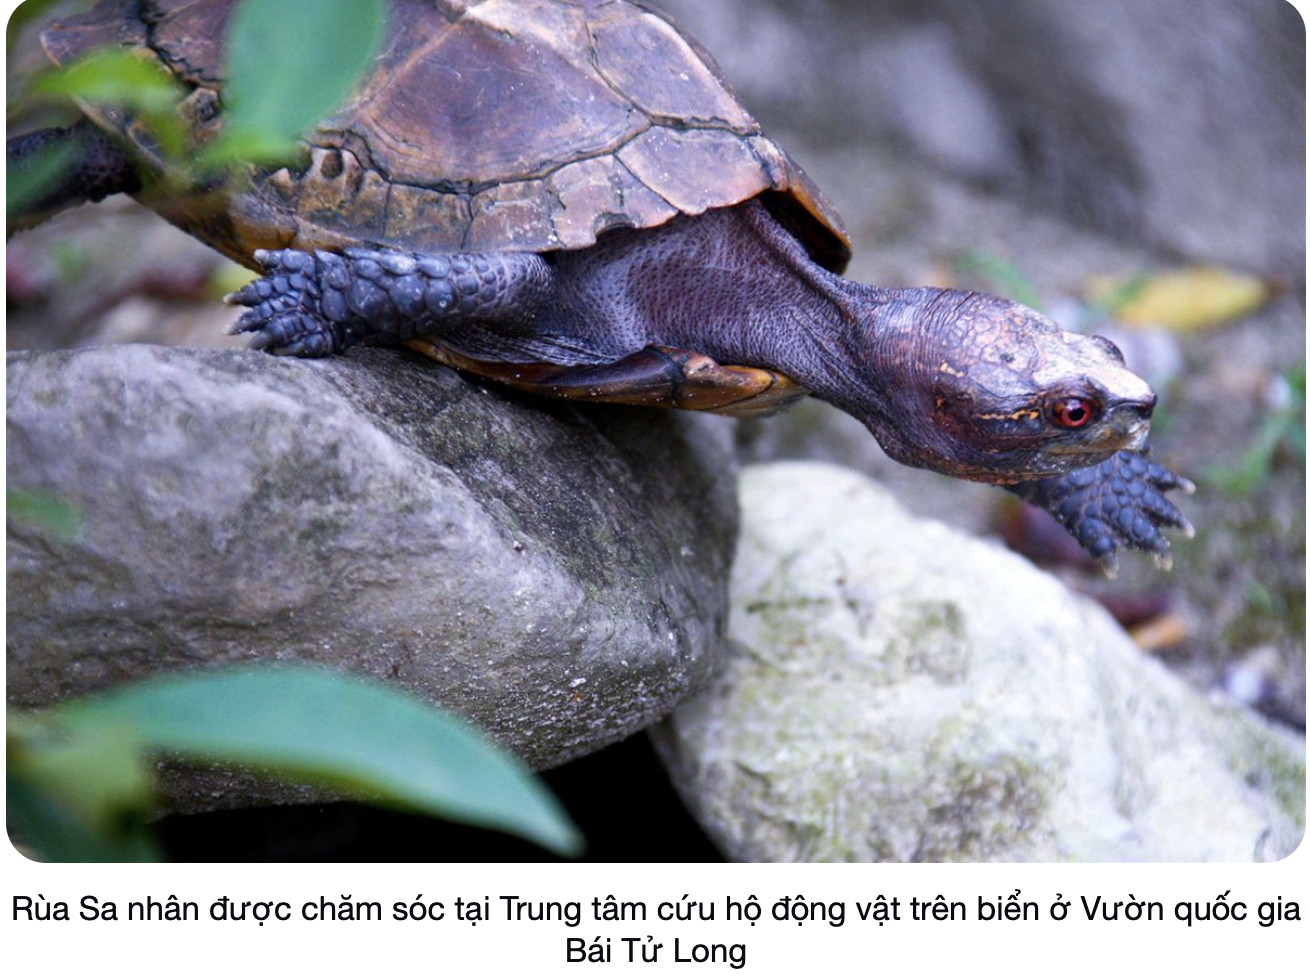 Rùa Sa nhân được chăm sóc tại Trung tâm cứu hộ động vật trên biển ở Vườn quốc gia
Bái Tử Long